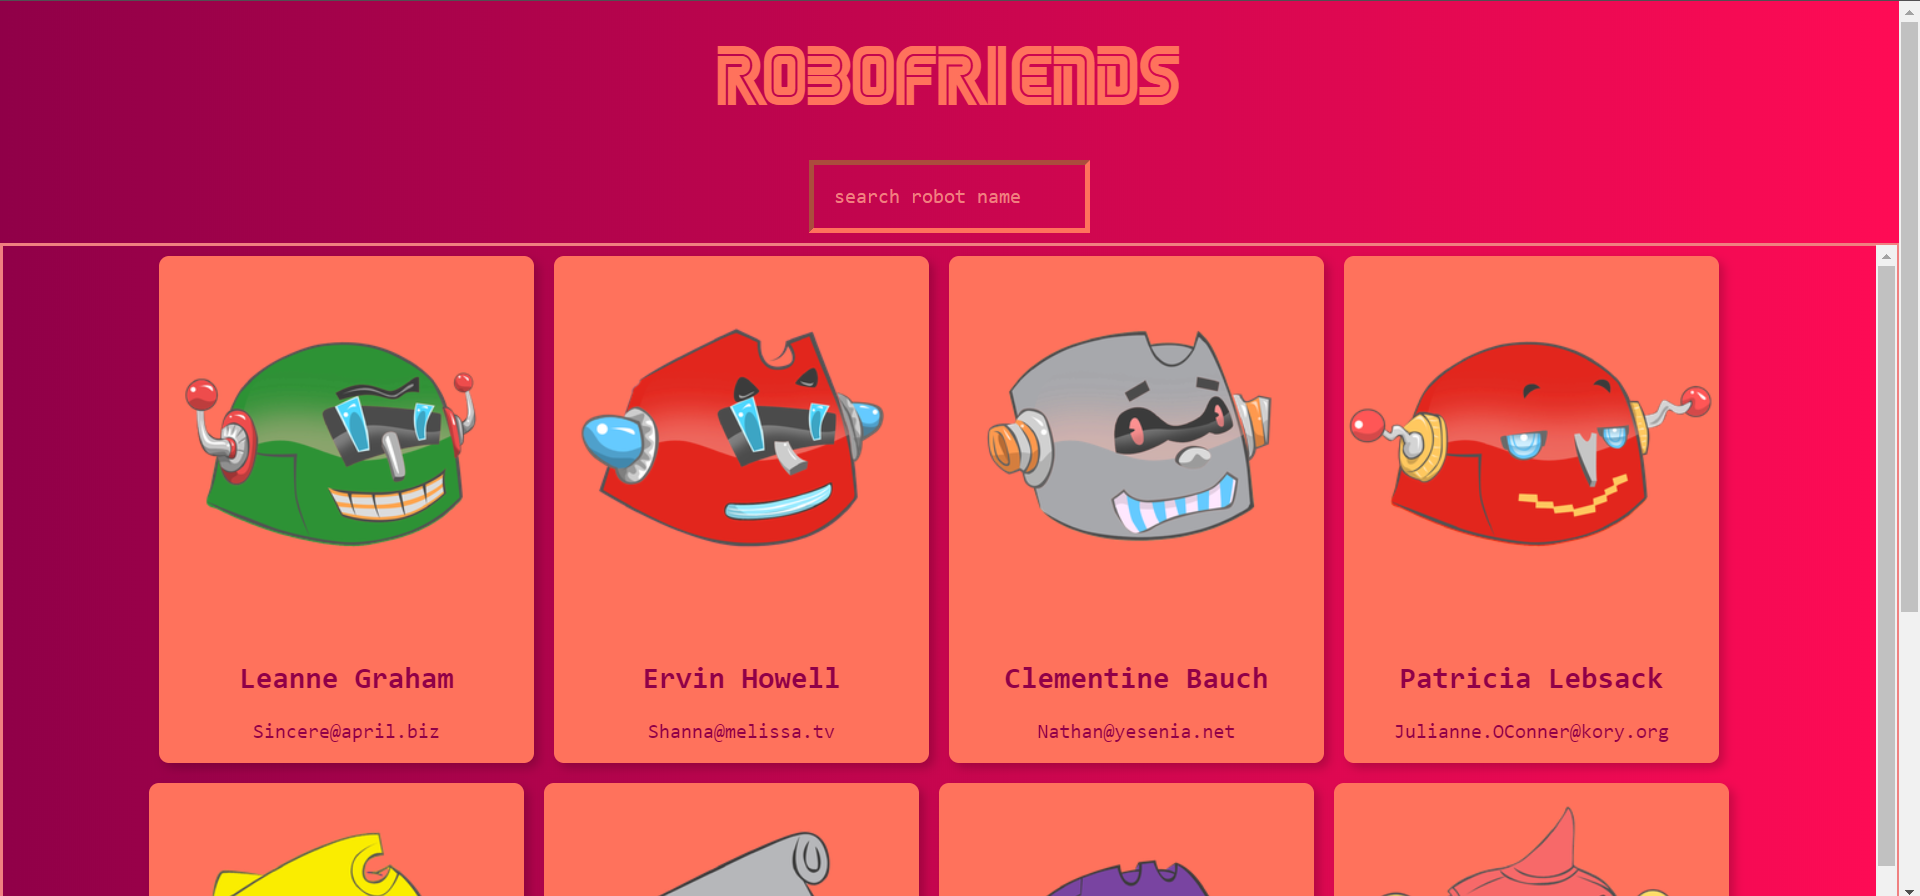 ROBOFRIENDS
search robot name
Leanne Graham
Sincere@april.biz
Ervin Howell
Shanna@melissa.tv
Clementine Bauch
Nathan@yesenia.net
Patricia Lebsack
Julianne.OConner@kory.org